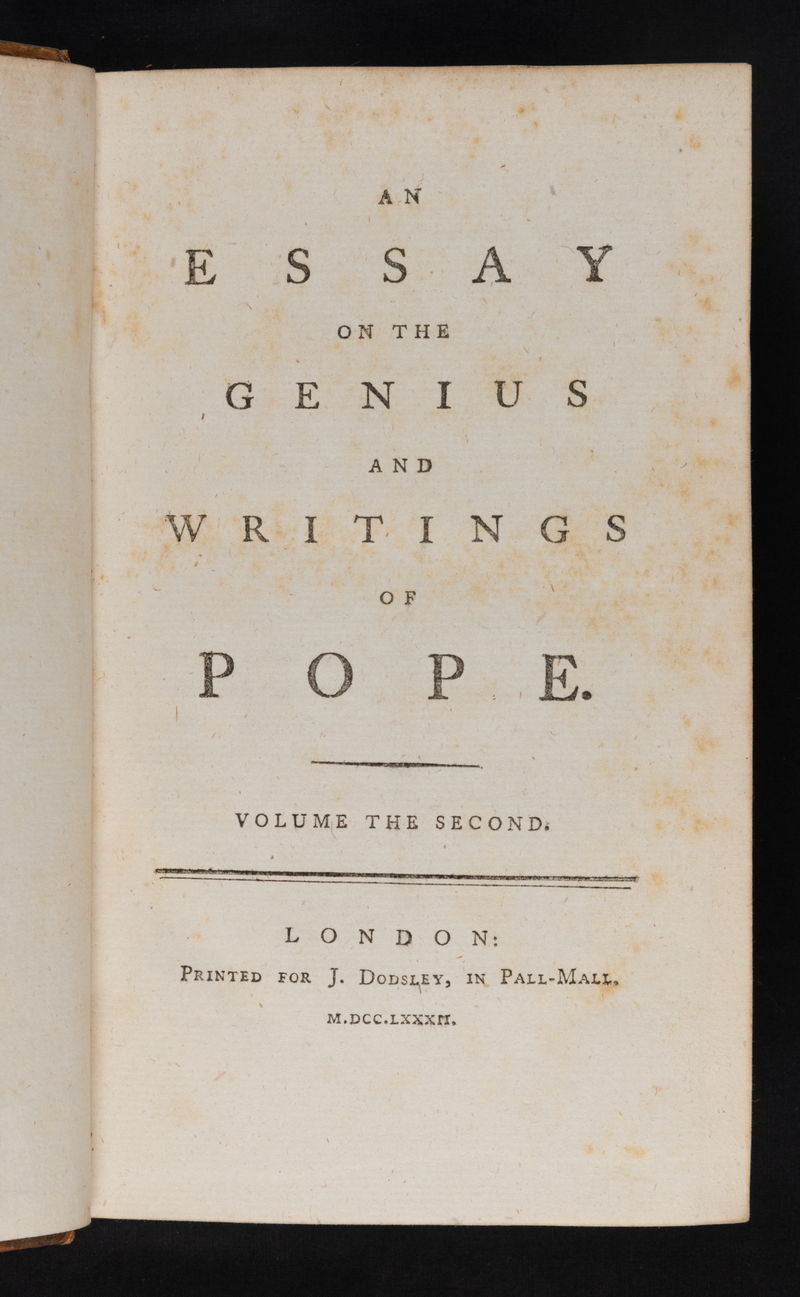 AN
ESSAY
ON THE
GENIUS
AND
WRITINGS
OF
POPE.
VOLUME THE SECOND.
LONDON:
PRINTED FOR J. DODSLEY, IN PALL-MALL.
M.DCC.LXXXII.